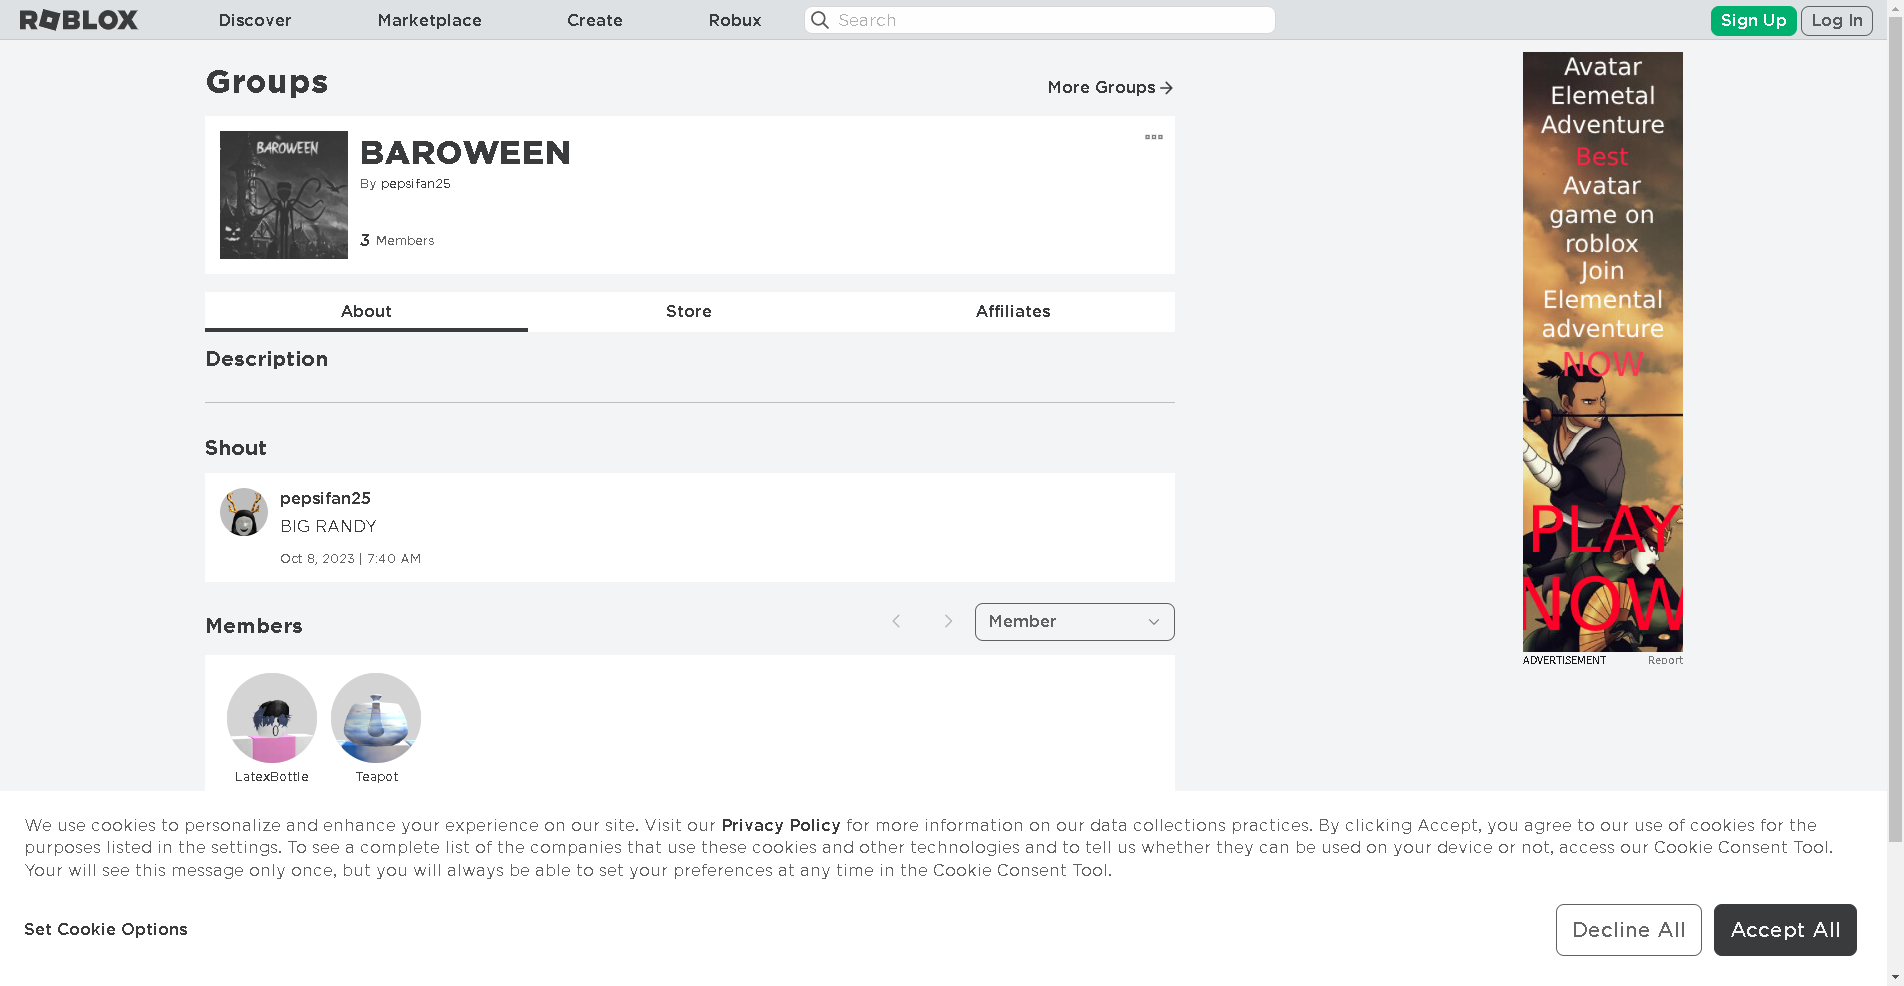 ROBLOX
Discover
Marketplace
Create
Robux
Search
Sign Up
Log In
Groups
More Groups
BAROWEEN
BAROWEEN
By pepsifan25
3 Members
About
Store
Affiliates
Description
Shout
pepsifan25
BIG RANDY
Oct 8, 2023 | 7:40 AM
Members
Member
LatexBottle
Teapot
Avatar
Elemetal
Adventure
Best
Avatar
game on
roblox
Join
Elemental
adventure
NOW
PLAY
NOW
ADVERTISEMENT
Report
We use cookies to personalize and enhance your experience on our site. Visit our Privacy Policy for more information on our data collections practices. By clicking Accept, you agree to our use of cookies for the
purposes listed in the settings. To see a complete list of the companies that use these cookies and other technologies and to tell us whether they can be used on your device or not, access our Cookie Consent Tool.
Your will see this message only once, but you will always be able to set your preferences at any time in the Cookie Consent Tool.
Set Cookie Options
Decline All
Accept All